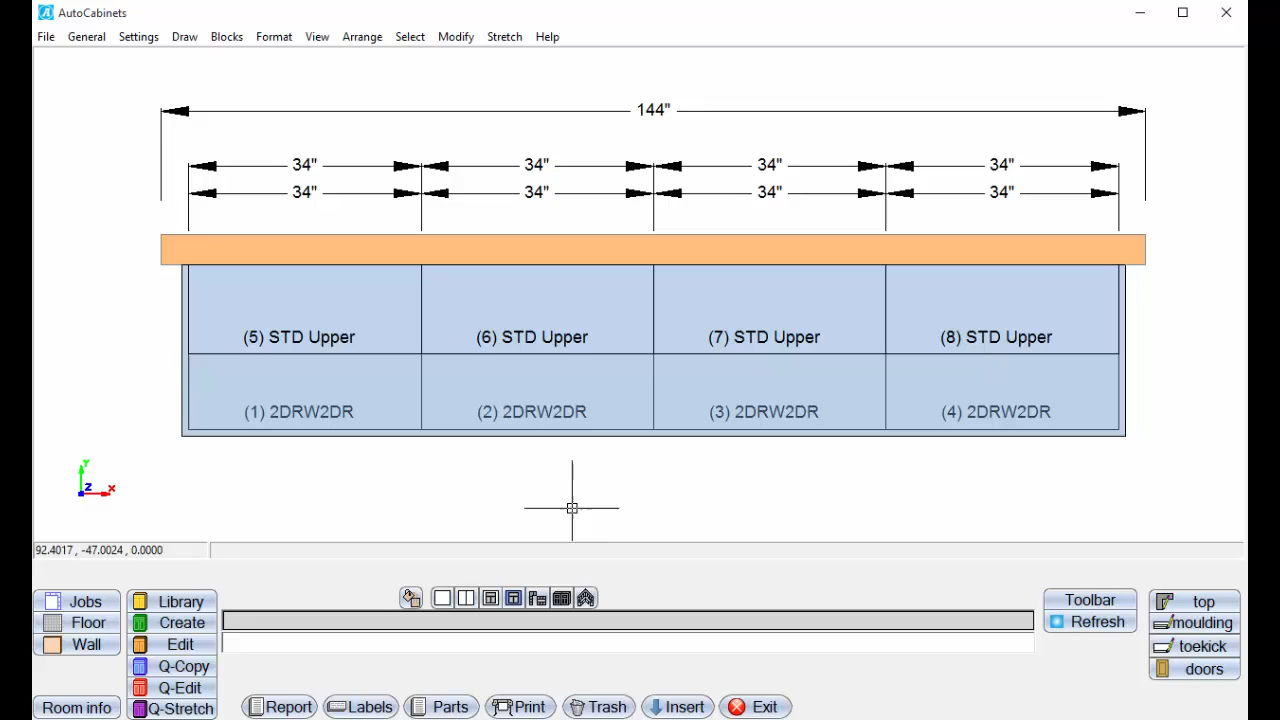 AutoCabinets
File General Settings Draw Blocks Format View Arrange Select Modify Stretch Help
144"
34" 34" 34" 34"
34" 34" 34" 34"
(5) STD Upper (6) STD Upper (7) STD Upper (8) STD Upper
(1) 2DRW2DR (2) 2DRW2DR (3) 2DRW2DR (4) 2DRW2DR
Y
Z X
92.4017 , -47.0024 , 0.0000
Jobs Library Toolbar top
Floor Create Refresh moulding
Wall Edit toekick
Q-Copy doors
Q-Edit
Room info Q-Stretch Report Labels Parts Print Trash Insert Exit